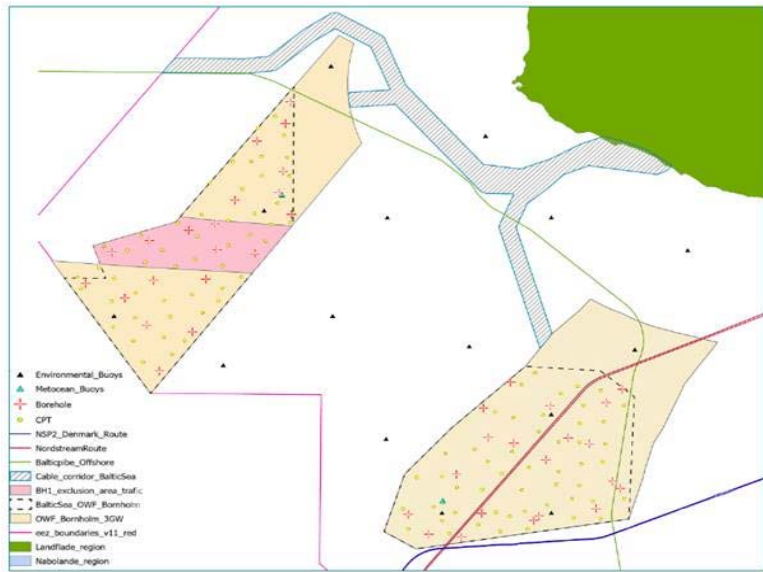 Environmental_Buoys
Metocean_Buoys
Borehole
CPT
NSP2_Denmark_Route
NordstreamRoute
Balticpibe_Offshore
Cable_corridor_BalticSea
BH1_exclusion_area_trafic
BalticSea_OWF_Bornholm
OWF_Bornholm_3GW
eez_boundaries_v11_red
Landflade_region
Nabolande_region